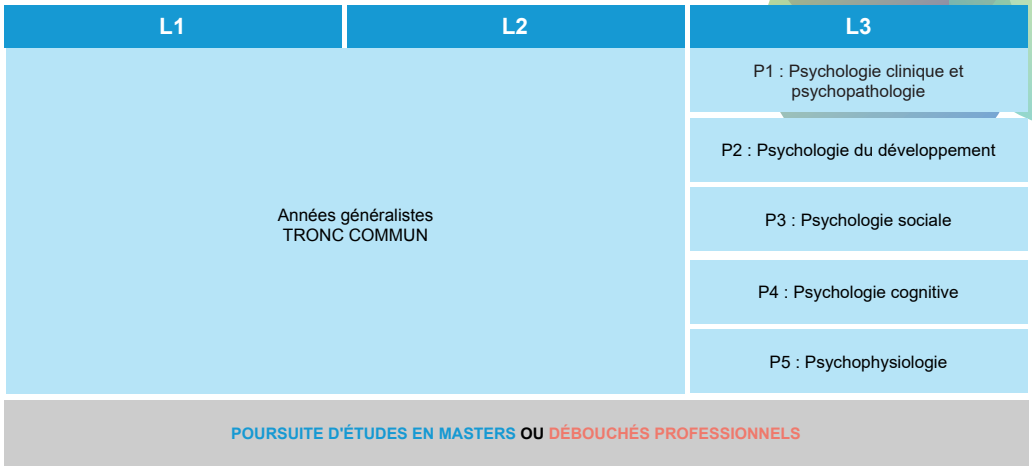 L1
L2
L3
Années généralistes
TRONC COMMUN
P1 : Psychologie clinique et
psychopathologie
P2 : Psychologie du développement
P3 : Psychologie sociale
P4 : Psychologie cognitive
P5 : Psychophysiologie
POURSUITE D'ÉTUDES EN MASTERS OU DÉBOUCHÉS PROFESSIONNELS